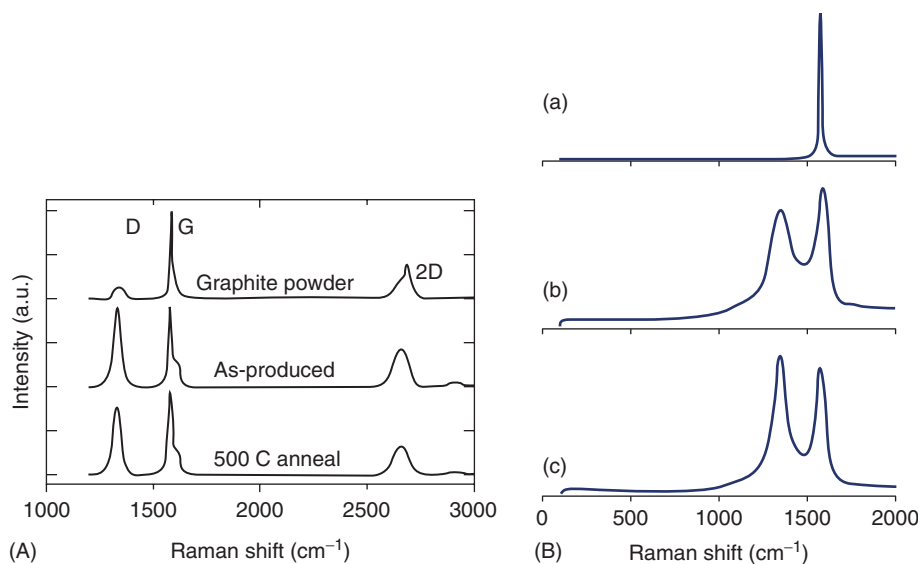 D G
2D
Graphite powder
As-produced
500 C anneal
Intensity (a.u.)
1000 1500 2000 2500 3000
(A) Raman shift (cm⁻¹)
(a)
(b)
(c)
0 500 1000 1500 2000
(B) Raman shift (cm⁻¹)